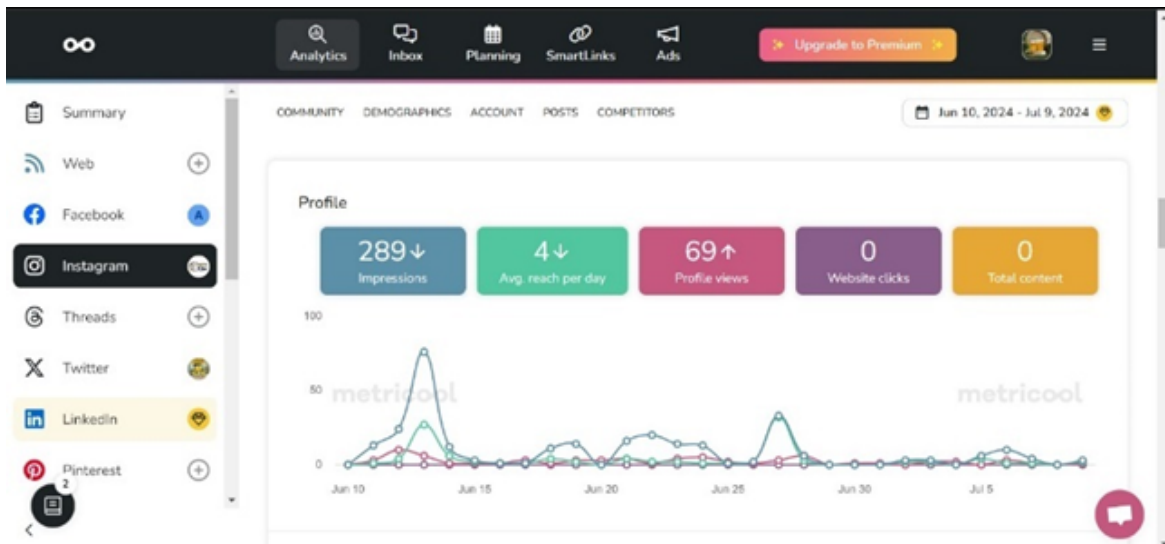 Analytics
Inbox
Planning
SmartLinks
Ads
Upgrade to Premium
Summary
Web
Facebook
A
Instagram
Threads
Twitter
LinkedIn
Pinterest
2
COMMUNITY DEMOGRAPHICS ACCOUNT POSTS COMPETITORS
Jun 10, 2024 - Jul 9, 2024
Profile
289↓
Impressions
4↓
Avg. reach per day
69↑
Profile views
0
Website clicks
0
Total content
100
50
0
metricool
metricool
Jun 10 Jun 15 Jun 20 Jun 25 Jun 30 Jul 5